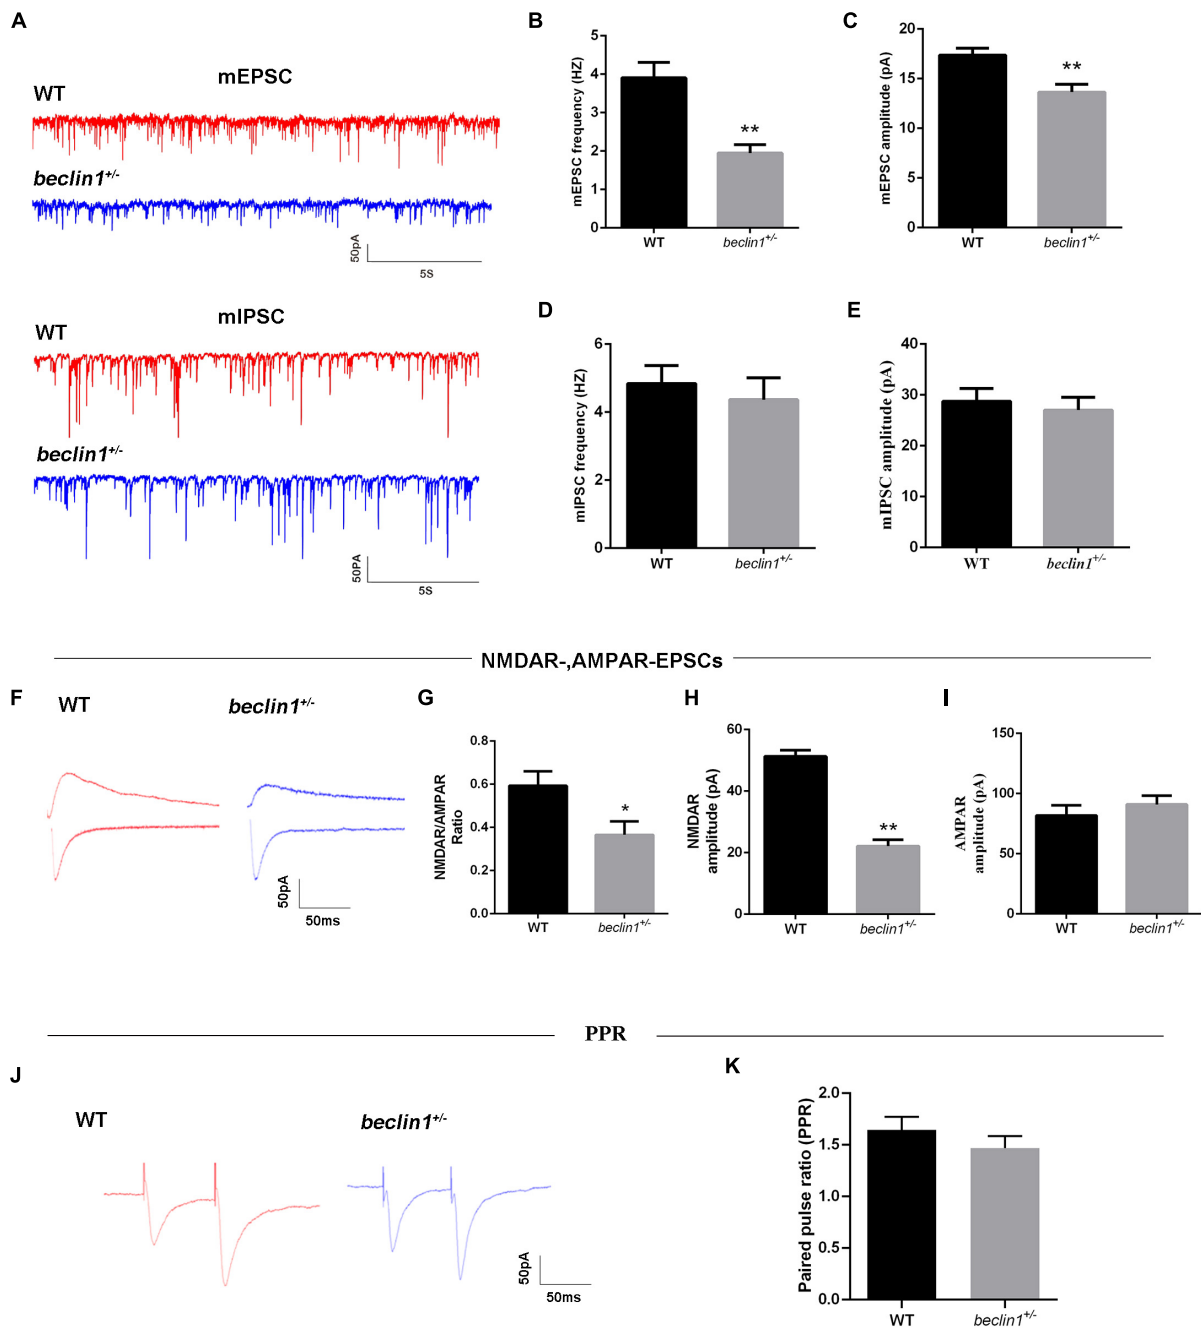 A
mEPSC
WT
beclin1+/-
50pA
5S
B
mEPSC frequency (HZ)
5
4
3
2
1
0
**
WT
beclin1+/-
C
mEPSC amplitude (pA)
20
15
10
5
0
**
WT
beclin1+/-
mIPSC
WT
beclin1+/-
50PA
5S
D
mIPSC frequency (HZ)
6
4
2
0
WT
beclin1+/-
E
mIPSC amplitude (pA)
40
30
20
10
0
WT
beclin1+/-
NMDAR-,AMPAR-EPSCs
F
WT
beclin1+/-
50pA
50ms
G
NMDAR/AMPAR
Ratio
0.8
0.6
0.4
0.2
0.0
*
WT
beclin1+/-
H
NMDAR
amplitude (pA)
60
40
20
0
**
WT
beclin1+/-
I
AMPAR
amplitude (pA)
150
100
50
0
WT
beclin1+/-
PPR
J
WT
beclin1+/-
50pA
50ms
K
Paired pulse ratio (PPR)
2.0
1.5
1.0
0.5
0.0
WT
beclin1+/-